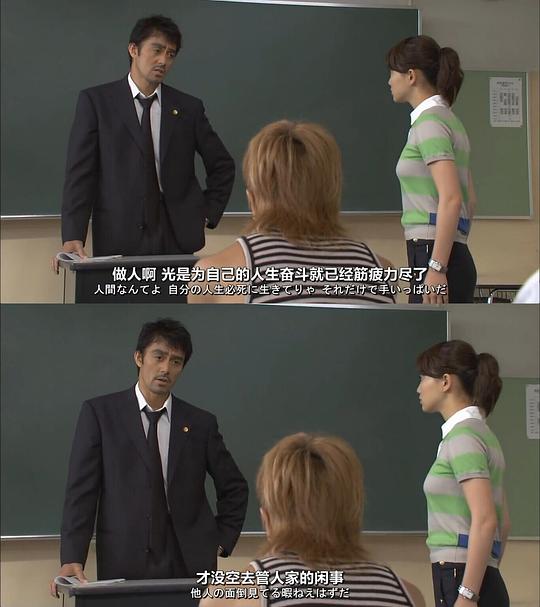 做人啊 光是为自己的人生奋斗就已经筋疲力尽了
人間なんてよ 自分の人生必死に生きてりゃ それだけで手いっぱいだ
才没空去管人家的闲事
他人の面倒見てる暇ねえはずだ